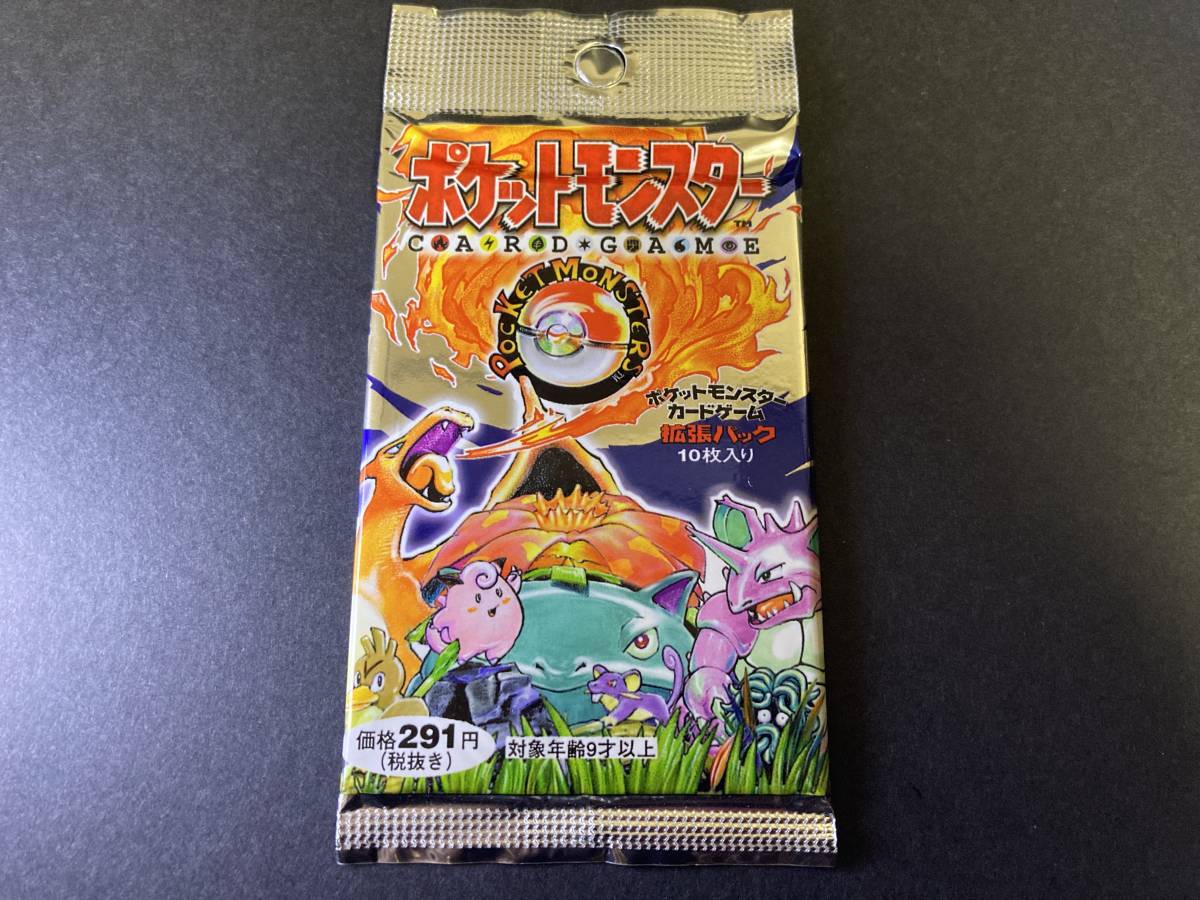 ポケットモンスター
TM
CARD GAME
POCKET MONSTERS
TM
ポケットモンスター
カードゲーム
拡張パック
10枚入り
価格291円
(税抜き)
対象年齢9才以上